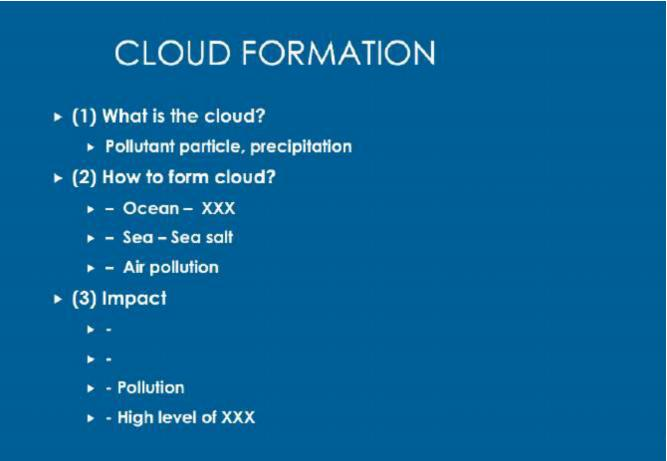 CLOUD FORMATION
(1) What is the cloud?
Pollutant particle, precipitation
(2) How to form cloud?
– Ocean – XXX
– Sea – Sea salt
– Air pollution
(3) Impact
-
-
- Pollution
- High level of XXX